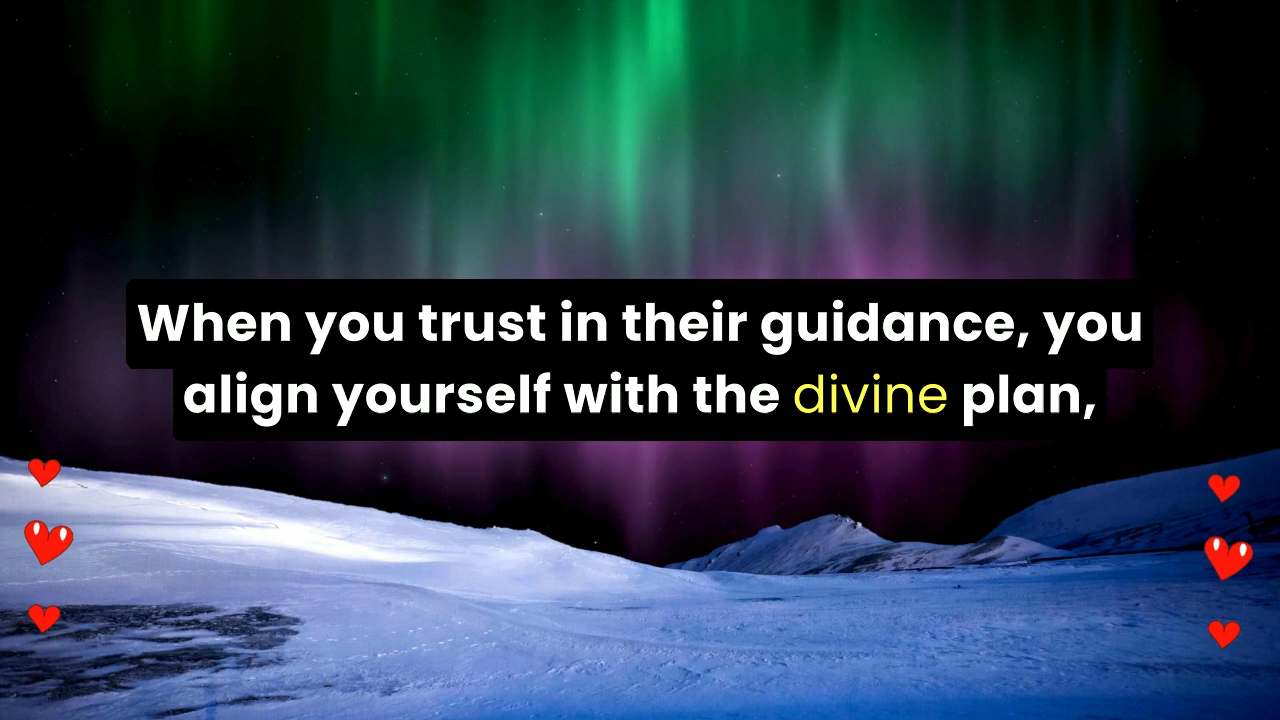 When you trust in their guidance, you
align yourself with the divine plan,